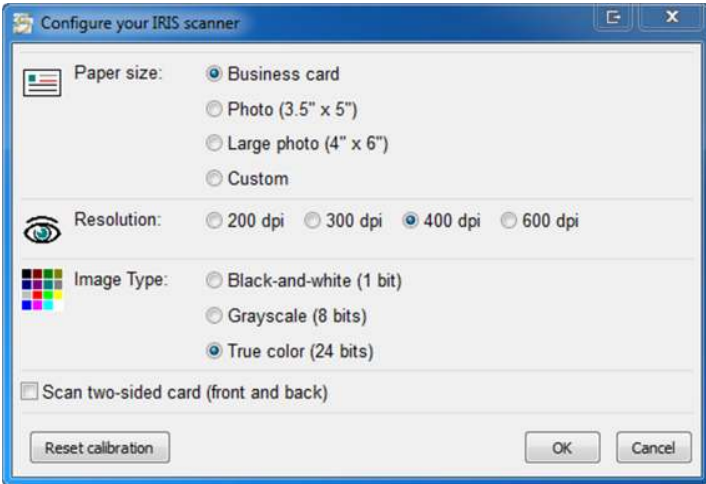 Configure your IRIS scanner
Paper size:
Business card
Photo (3.5" x 5")
Large photo (4" x 6")
Custom
Resolution: 200 dpi 300 dpi 400 dpi 600 dpi
Image Type:
Black-and-white (1 bit)
Grayscale (8 bits)
True color (24 bits)
Scan two-sided card (front and back)
Reset calibration OK Cancel